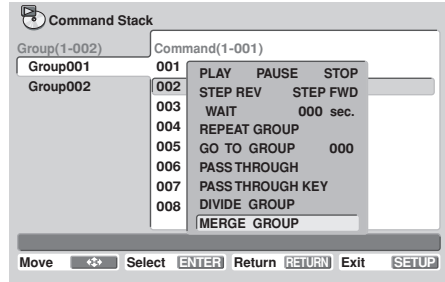 Command Stack
Group(1-002) Command(1-001)
Group001 001 PLAY PAUSE STOP
Group002 002 STEP REV STEP FWD
003 WAIT 000 sec.
004 REPEAT GROUP
005 GO TO GROUP 000
006 PASS THROUGH
007 PASS THROUGH KEY
008 DIVIDE GROUP
MERGE GROUP
Move Select ENTER Return RETURN Exit SETUP